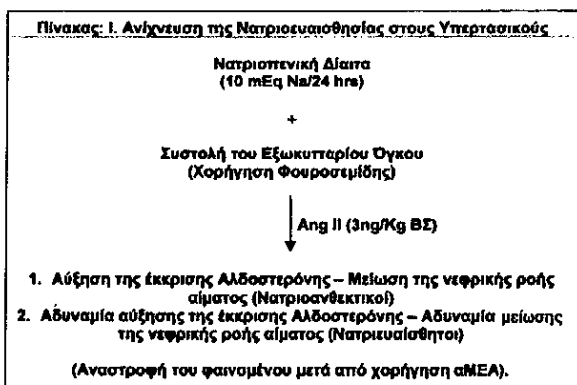 Πίνακας: Ι. Ανίχνευση της Νατριοευαισθησίας στους Υπερτασικούς
Νατριοπενική Δίαιτα
(10 mEq Na/24 hrs)
+
Συστολή του Εξωκυτταρίου Όγκου
(Χορήγηση Φουροσεμίδης)
Ang II (3ng/Kg ΒΣ)
1. Αύξηση της έκκρισης Αλδοστερόνης – Μείωση της νεφρικής ροής
αίματος (Νατριοανθεκτικοί)
2. Αδυναμία αύξησης της έκκρισης Αλδοστερόνης – Αδυναμία μείωσης
της νεφρικής ροής αίματος (Νατριευαίσθητοι)
(Αναστροφή του φαινομένου μετά από χορήγηση αΜΕΑ).